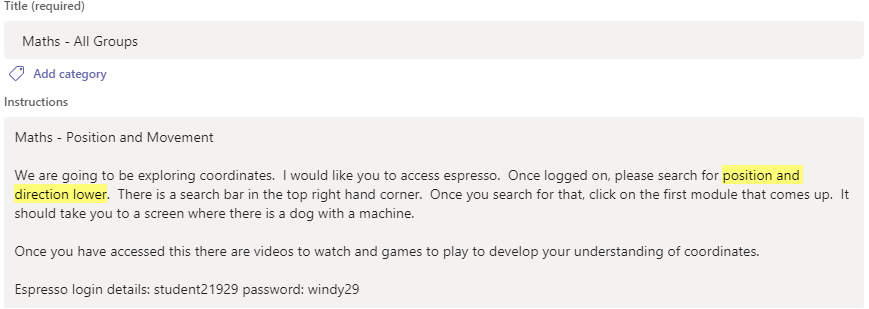 Title (required)
Maths - All Groups
Add category
Instructions
Maths - Position and Movement
We are going to be exploring coordinates.  I would like you to access espresso.  Once logged on, please search for position and
direction lower.  There is a search bar in the top right hand corner.  Once you search for that, click on the first module that comes up.  It
should take you to a screen where there is a dog with a machine.
Once you have accessed this there are videos to watch and games to play to develop your understanding of coordinates.
Espresso login details: student21929 password: windy29